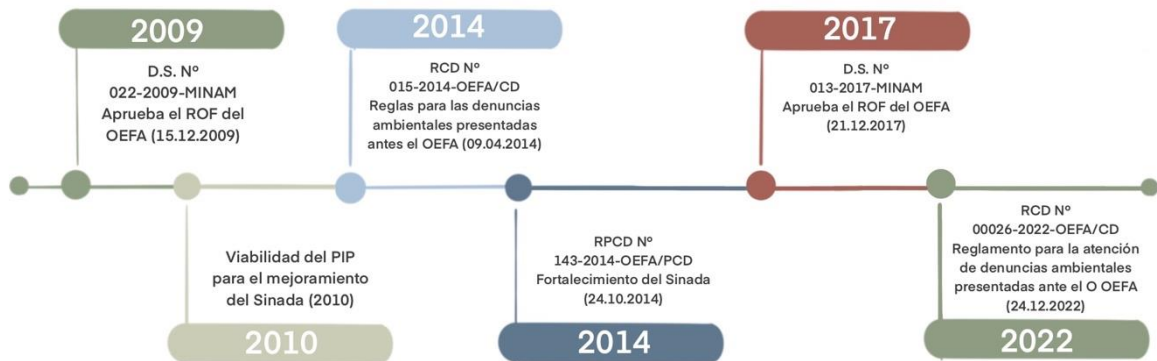 2009
D.S. Nº
022-2009-MINAM
Aprueba el ROF del
OEFA (15.12.2009)
2014
RCD Nº
015-2014-OEFA/CD
Reglas para las denuncias
ambientales presentadas
antes el OEFA (09.04.2014)
2017
D.S. Nº
013-2017-MINAM
Aprueba el ROF del OEFA
(21.12.2017)
Viabilidad del PIP
para el mejoramiento
del Sinada (2010)
2010
RPCD Nº
143-2014-OEFA/PCD
Fortalecimiento del Sinada
(24.10.2014)
2014
RCD Nº
00026-2022-OEFA/CD
Reglamento para la atención
de denuncias ambientales
presentadas ante el O OEFA
(24.12.2022)
2022